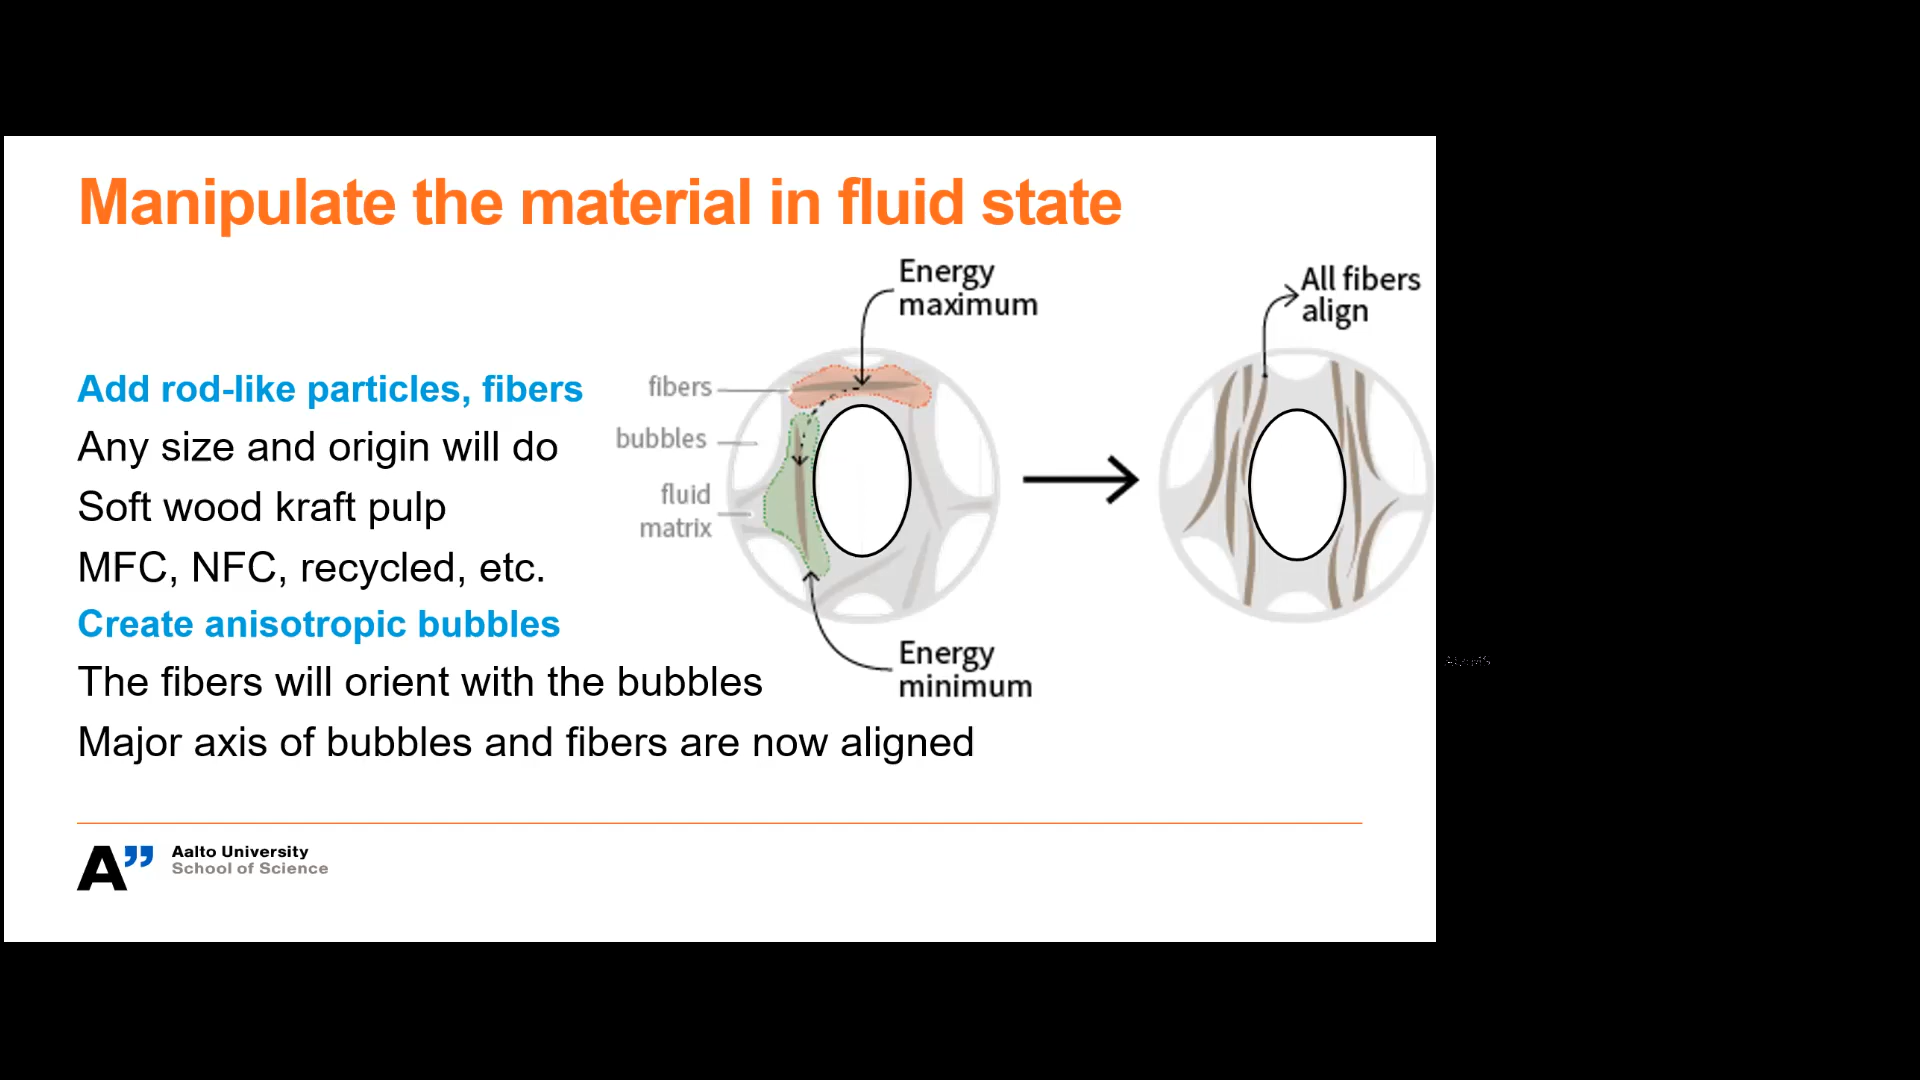 Manipulate the material in fluid state
Energy
maximum
All fibers
align
Add rod-like particles, fibers
Any size and origin will do
Soft wood kraft pulp
MFC, NFC, recycled, etc.
Create anisotropic bubbles
The fibers will orient with the bubbles
Major axis of bubbles and fibers are now aligned
fibers
bubbles
fluid
matrix
Energy
minimum
A”
Aalto University
School of Science